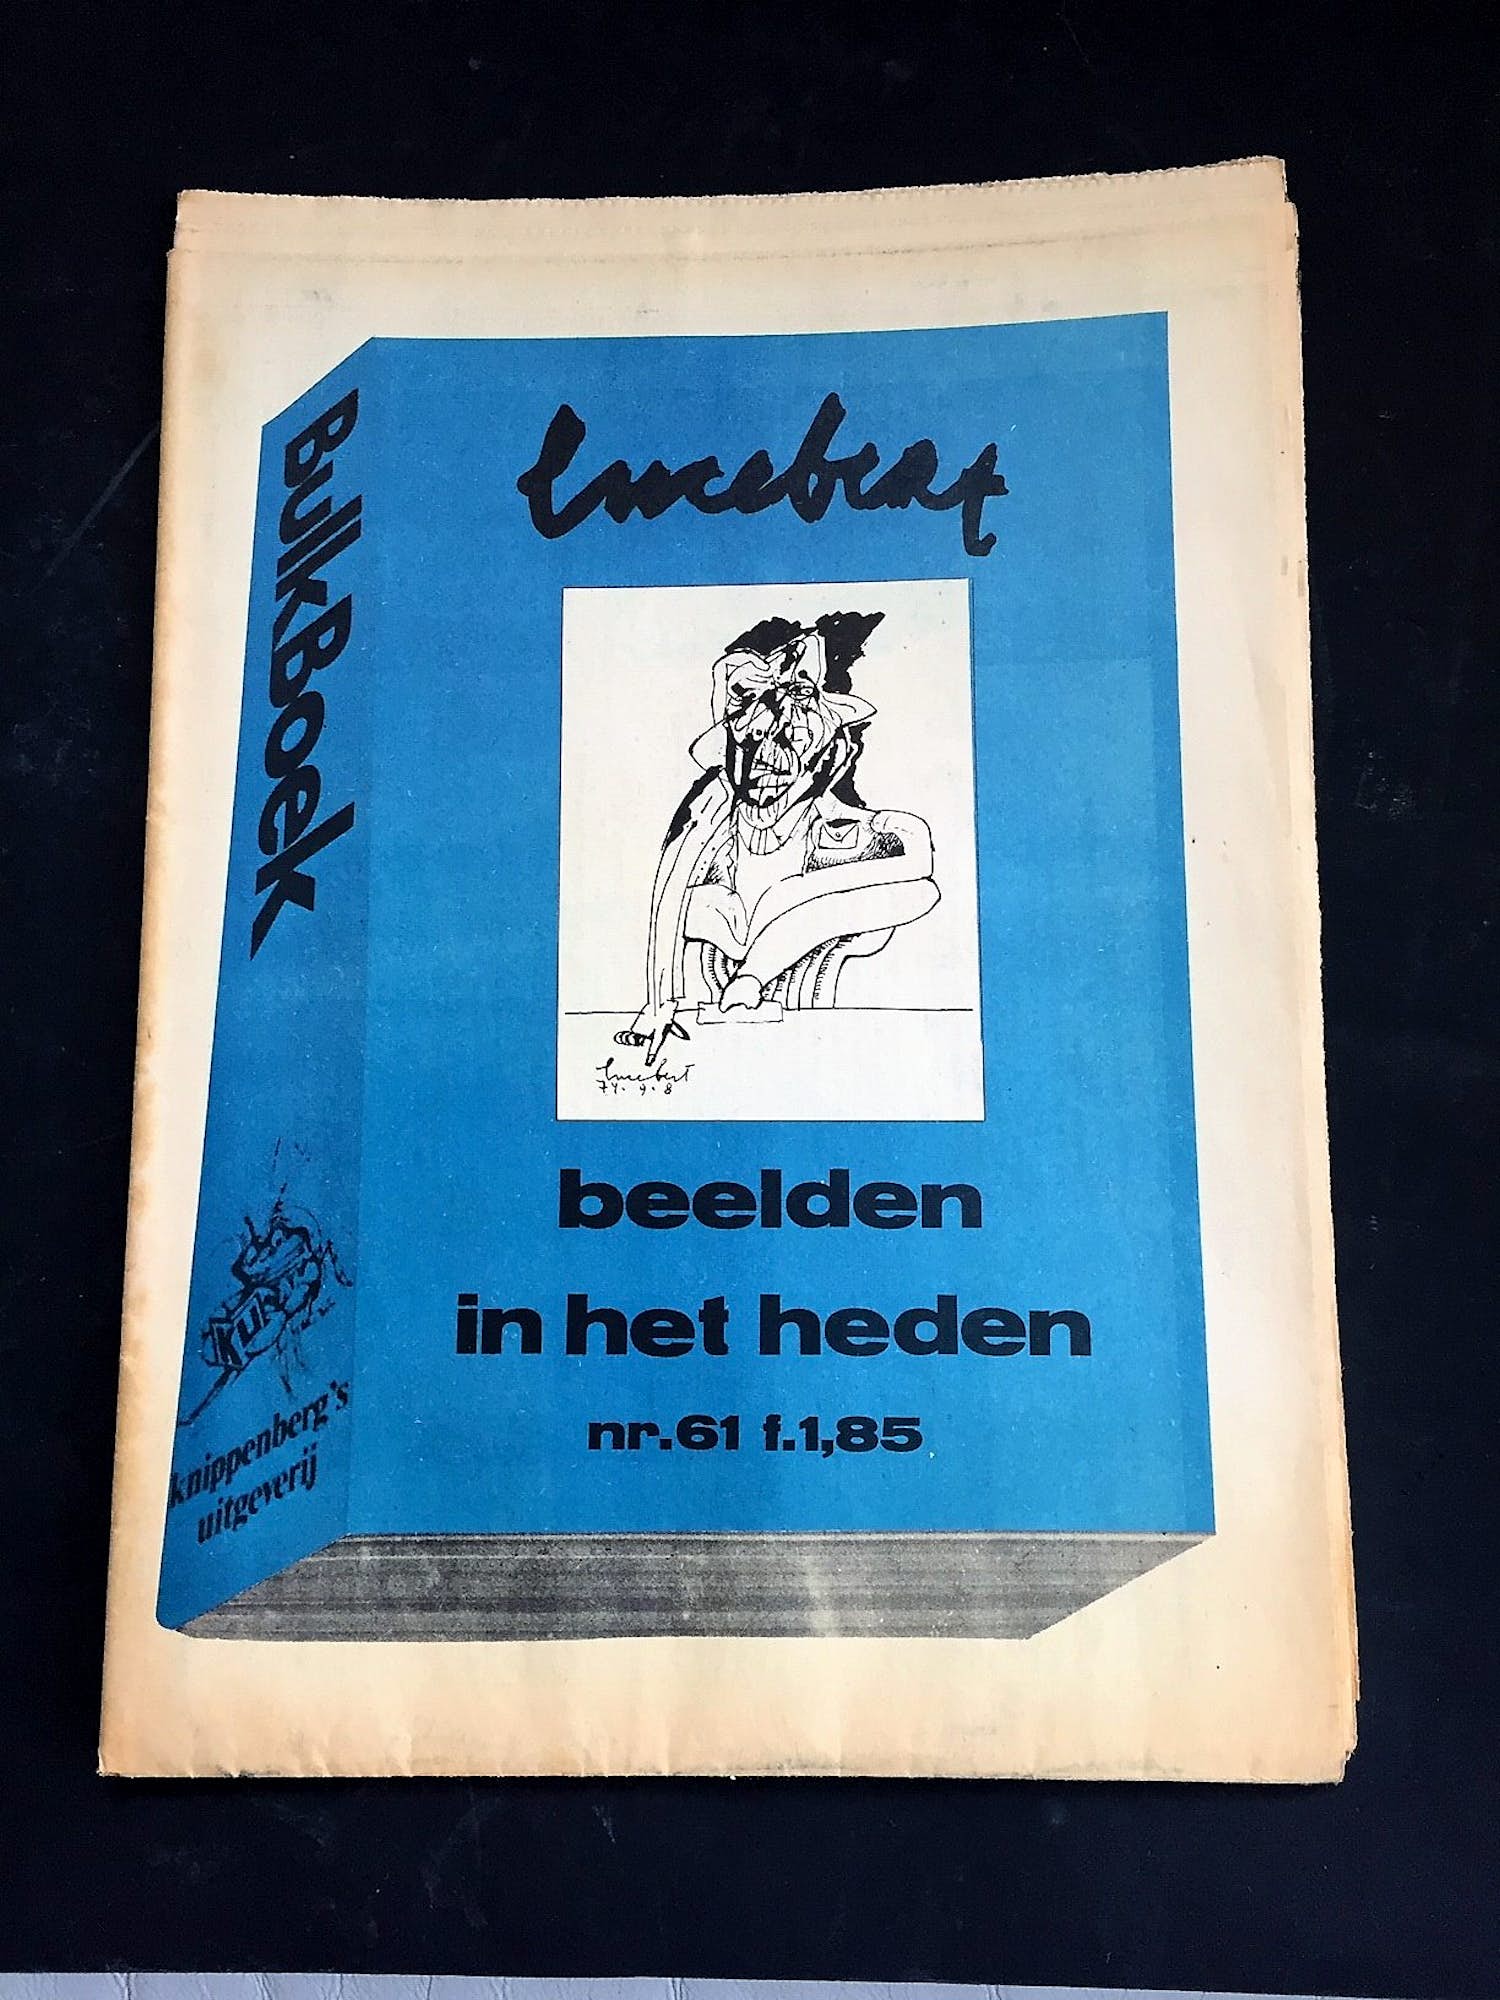 BulkBoek
Lucebert
Lucebert
74. 9. 8
beelden
in het heden
nr.61 f.1,85
knippenberg's
uitgeverij